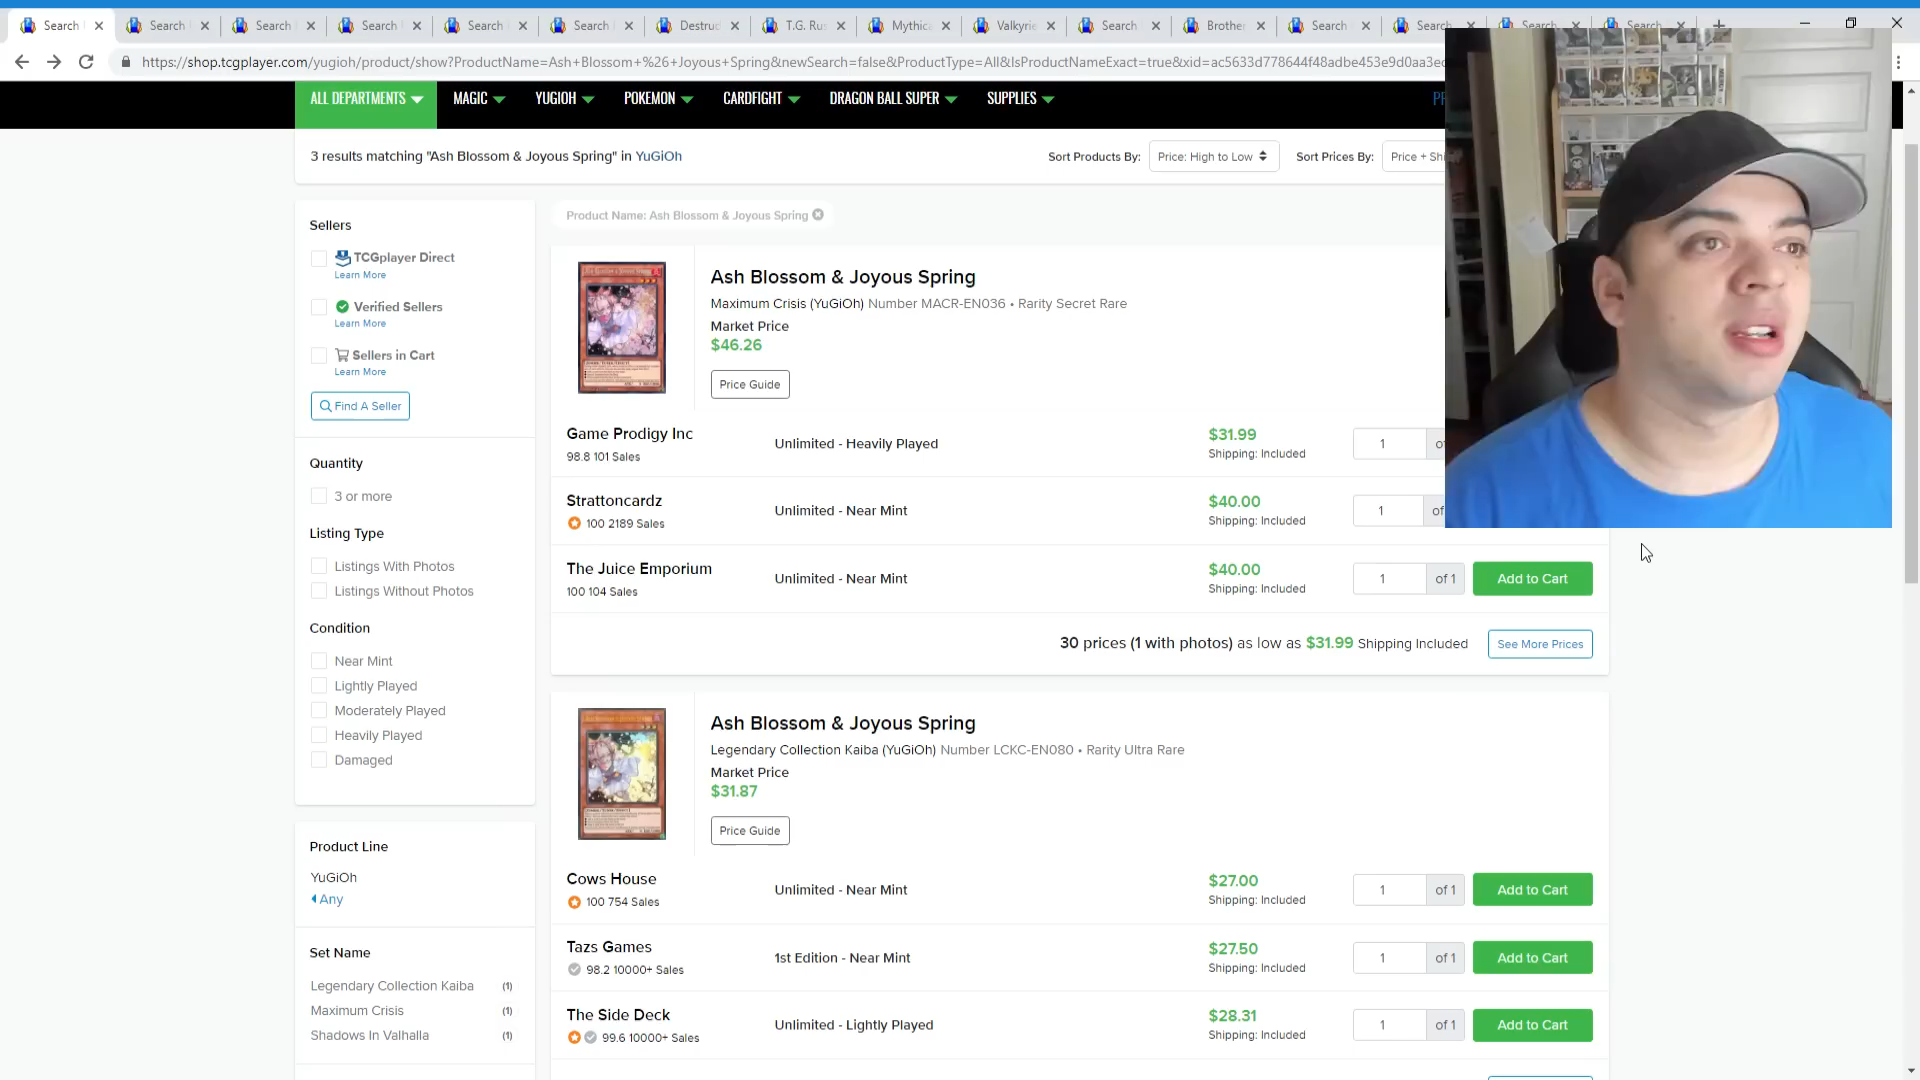 Search
Search
Search
Search
Search
Search
Destruc
T.G. Rus
Mythica
Valkyrie
Search
Brothe
Search
Search
Search
Search
https://shop.tcgplayer.com/yugioh/product/show?ProductName=Ash+Blossom+%26+Joyous+Spring&newSearch=false&ProductType=All&IsProductNameExact=true&xid=ac5633d778644f48adbe453e9d0aa3e
ALL DEPARTMENTS MAGIC YUGIOH POKEMON CARDFIGHT DRAGON BALL SUPER SUPPLIES
3 results matching "Ash Blossom & Joyous Spring" in YuGiOh
Sort Products By: Price: High to Low Sort Prices By: Price + Shi
Product Name: Ash Blossom & Joyous Spring
Sellers
TCGplayer Direct
Learn More
Verified Sellers
Learn More
Sellers in Cart
Learn More
Find A Seller
Quantity
3 or more
Listing Type
Listings With Photos
Listings Without Photos
Condition
Near Mint
Lightly Played
Moderately Played
Heavily Played
Damaged
Product Line
YuGiOh
Any
Set Name
Legendary Collection Kaiba (1)
Maximum Crisis (1)
Shadows In Valhalla (1)
Ash Blossom & Joyous Spring
Maximum Crisis (YuGiOh) Number MACR-EN036 • Rarity Secret Rare
Market Price
$46.26
Price Guide
Game Prodigy Inc
98.8 101 Sales
Unlimited - Heavily Played
$31.99
Shipping: Included
1
Strattoncardz
100 2189 Sales
Unlimited - Near Mint
$40.00
Shipping: Included
1 of
The Juice Emporium
100 104 Sales
Unlimited - Near Mint
$40.00
Shipping: Included
1 of 1
Add to Cart
30 prices (1 with photos) as low as $31.99 Shipping Included
See More Prices
Ash Blossom & Joyous Spring
Legendary Collection Kaiba (YuGiOh) Number LCKC-EN080 • Rarity Ultra Rare
Market Price
$31.87
Price Guide
Cows House
100 754 Sales
Unlimited - Near Mint
$27.00
Shipping: Included
1 of 1
Add to Cart
Tazs Games
98.2 10000+ Sales
1st Edition - Near Mint
$27.50
Shipping: Included
1 of 1
Add to Cart
The Side Deck
99.6 10000+ Sales
Unlimited - Lightly Played
$28.31
Shipping: Included
1 of 1
Add to Cart